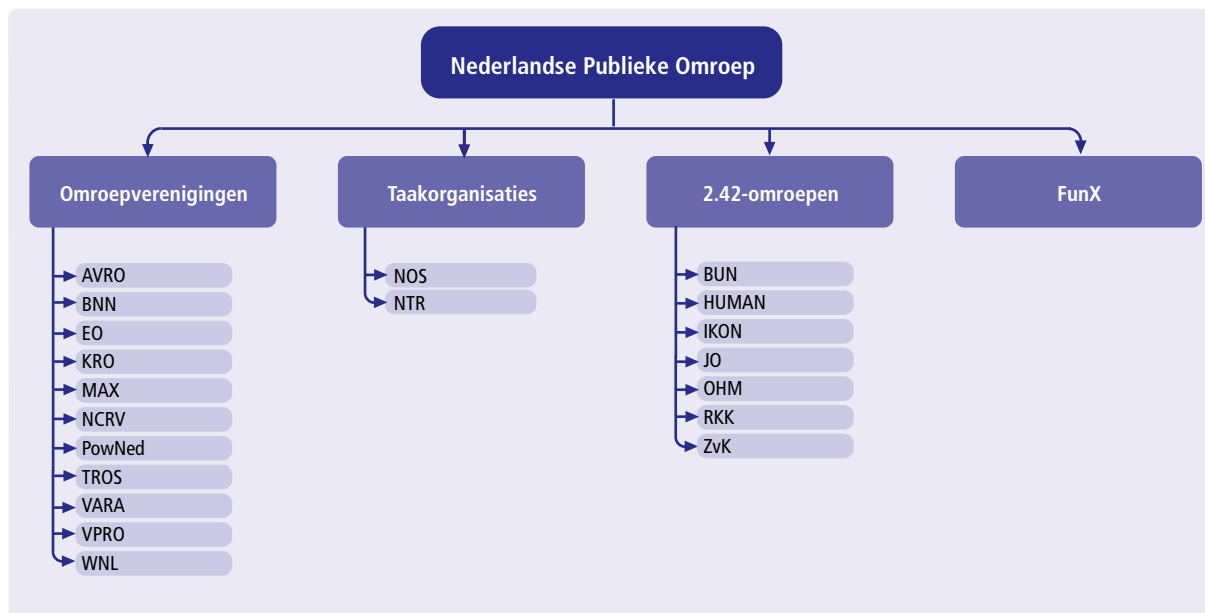 Nederlandse Publieke Omroep
Omroepverenigingen
AVRO
BNN
EO
KRO
MAX
NCRV
PowNed
TROS
VARA
VPRO
WNL
Taakorganisaties
NOS
NTR
2.42-omroepen
BUN
HUMAN
IKON
JO
OHM
RKK
ZvK
FunX